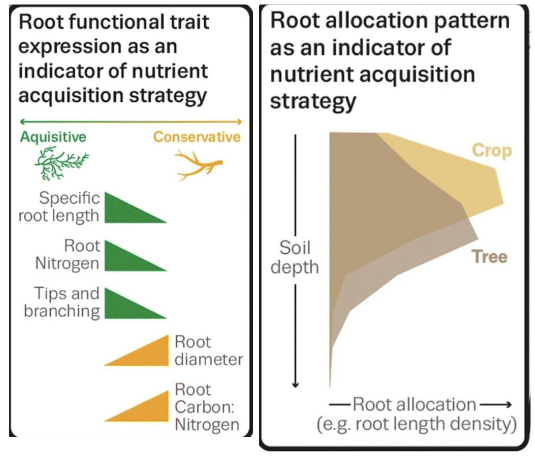 Root functional trait
expression as an
indicator of nutrient
acquisition strategy
Aquisitive
Conservative
Specific
root length
Root
Nitrogen
Tips and
branching
Root
diameter
Root
Carbon:
Nitrogen
Root allocation pattern
as an indicator of
nutrient acquisition
strategy
Crop
Tree
Soil
depth
Root allocation
(e.g. root length density)